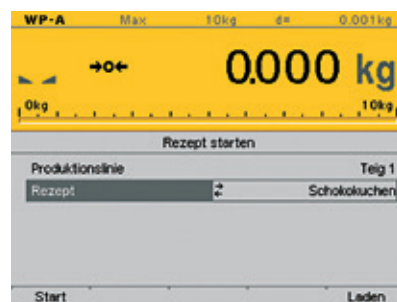 WP-A Max 10kg d= 0.001kg
→0← 0.000 kg
0kg 10kg
Rezept starten
Produktionslinie Teig 1
Rezept Schokokuchen
Start Laden